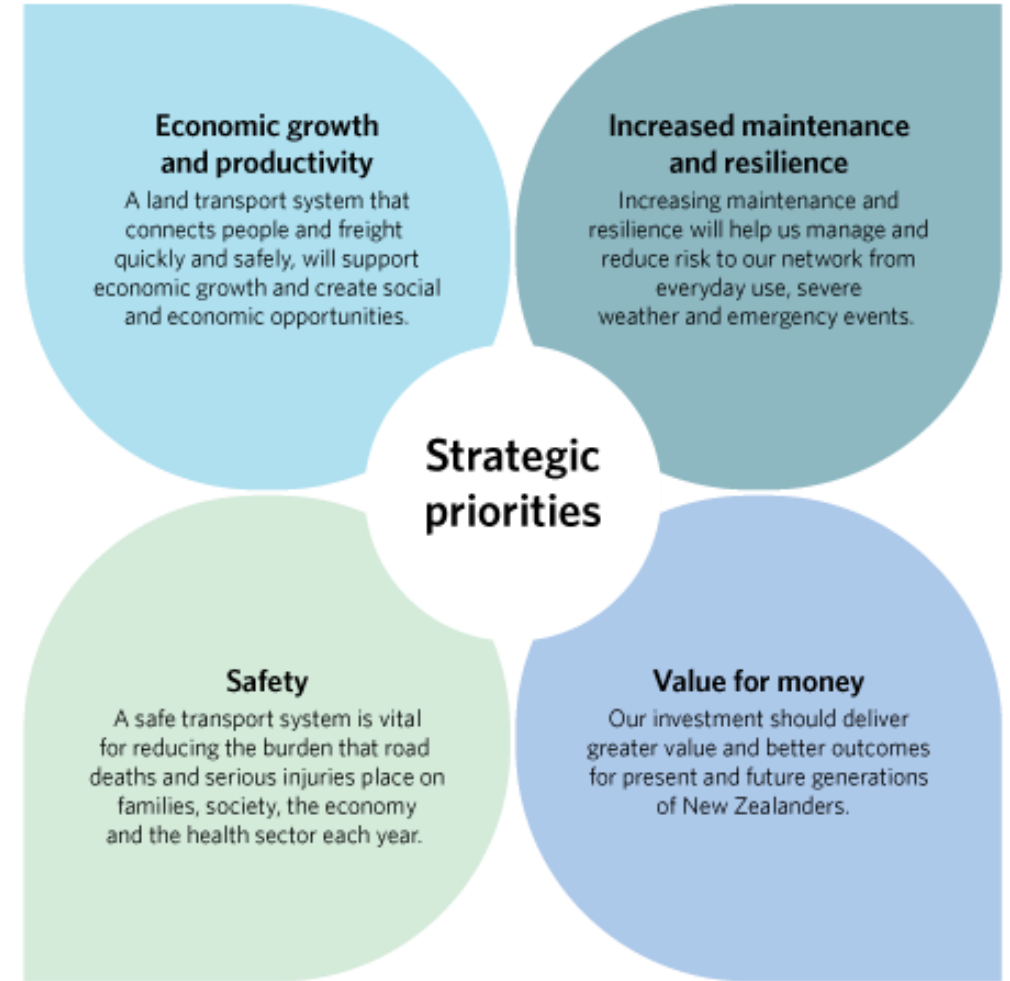 Economic growth
and productivity
A land transport system that
connects people and freight
quickly and safely, will support
economic growth and create social
and economic opportunities.
Increased maintenance
and resilience
Increasing maintenance and
resilience will help us manage and
reduce risk to our network from
everyday use, severe
weather and emergency events.
Strategic
priorities
Safety
A safe transport system is vital
for reducing the burden that road
deaths and serious injuries place on
families, society, the economy
and the health sector each year.
Value for money
Our investment should deliver
greater value and better outcomes
for present and future generations
of New Zealanders.